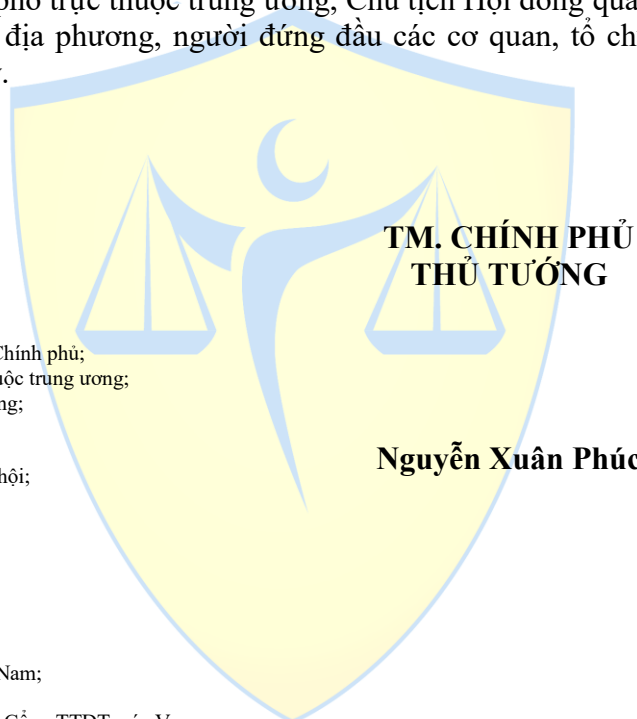 phố trực thuộc trung ương, Chủ tịch Hội đồng quả
địa phương, người đứng đầu các cơ quan, tổ ch
TM. CHÍNH PHỦ
THỦ TƯỚNG
Chính phủ;
uộc trung ương;
ng;
Nguyễn Xuân Phúc
hội;
Nam;